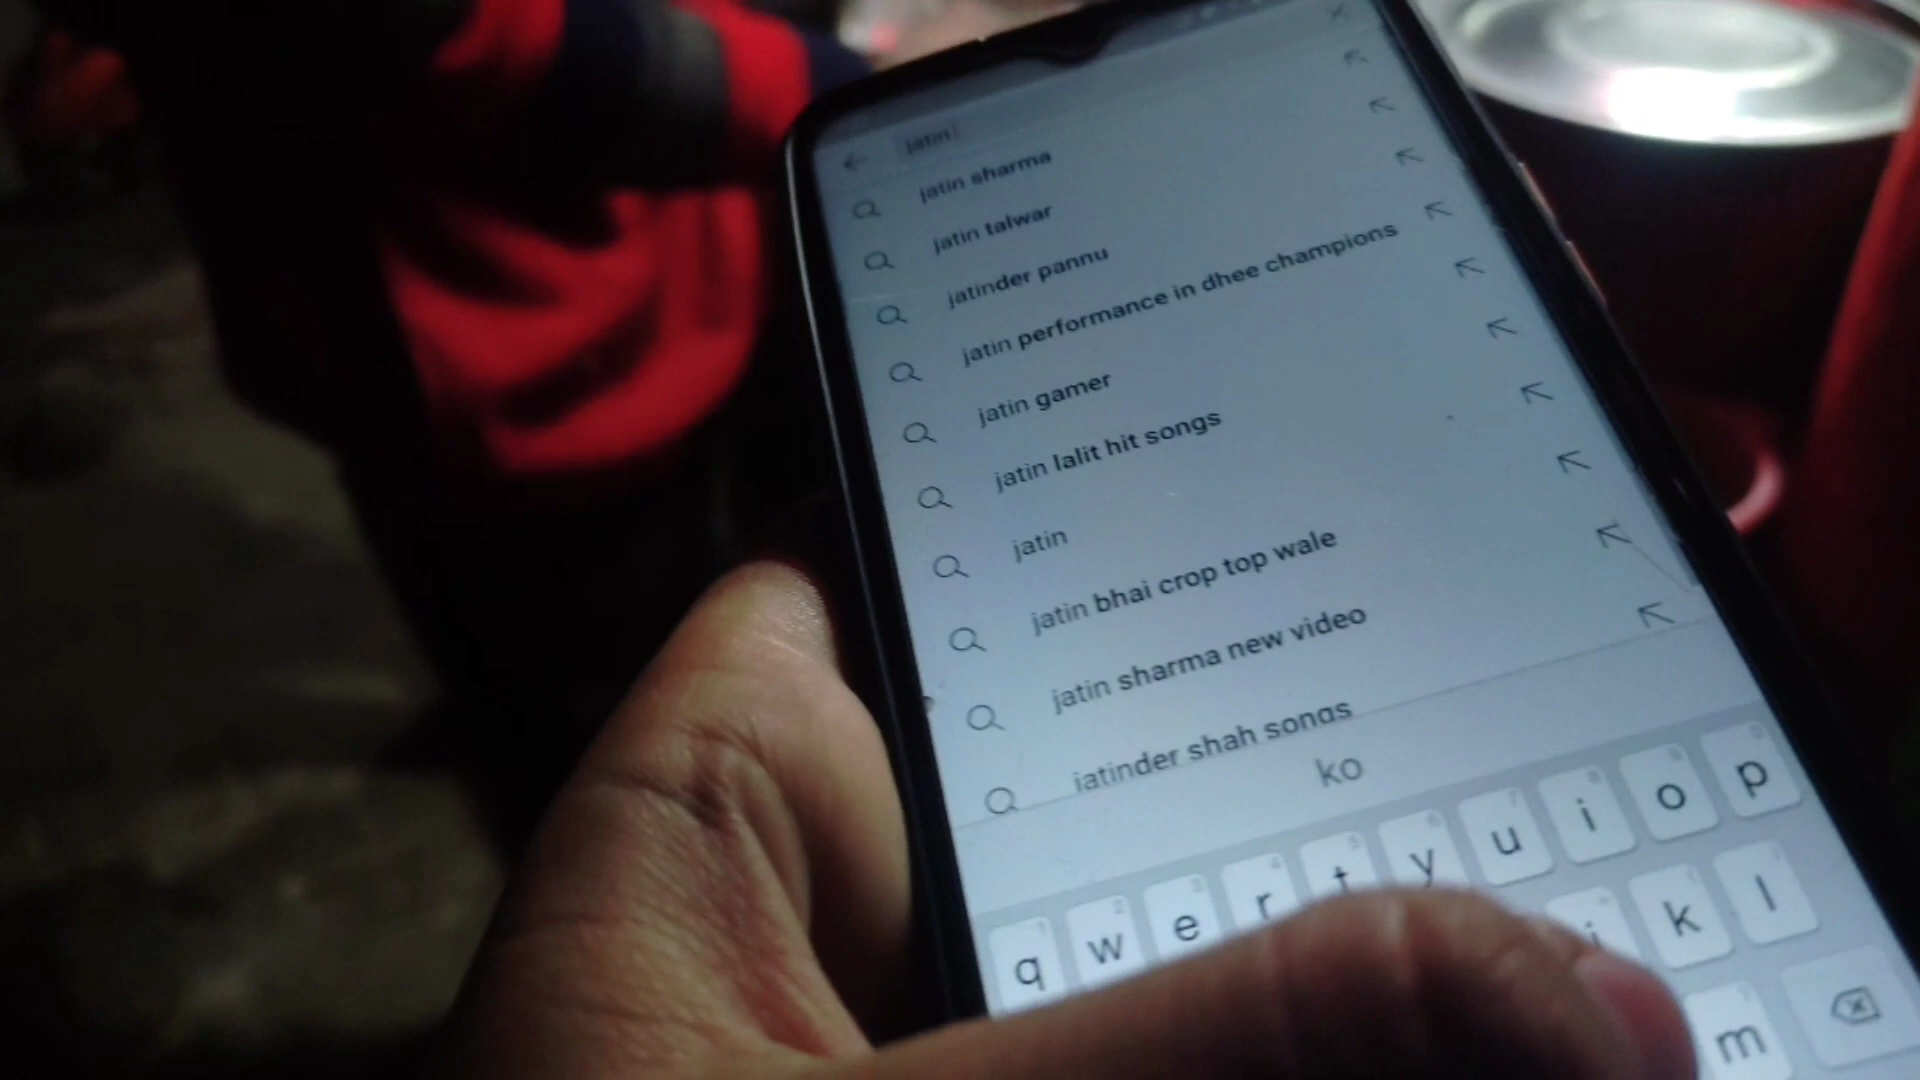 jatin
jatin sharma
jatin talwar
jatinder pannu
jatin performance in dhee champions
jatin gamer
jatin lalit hit songs
jatin
jatin bhai crop top wale
jatin sharma new video
jatinder shah songs
ko
q w e r t y u i o p
j k l
m